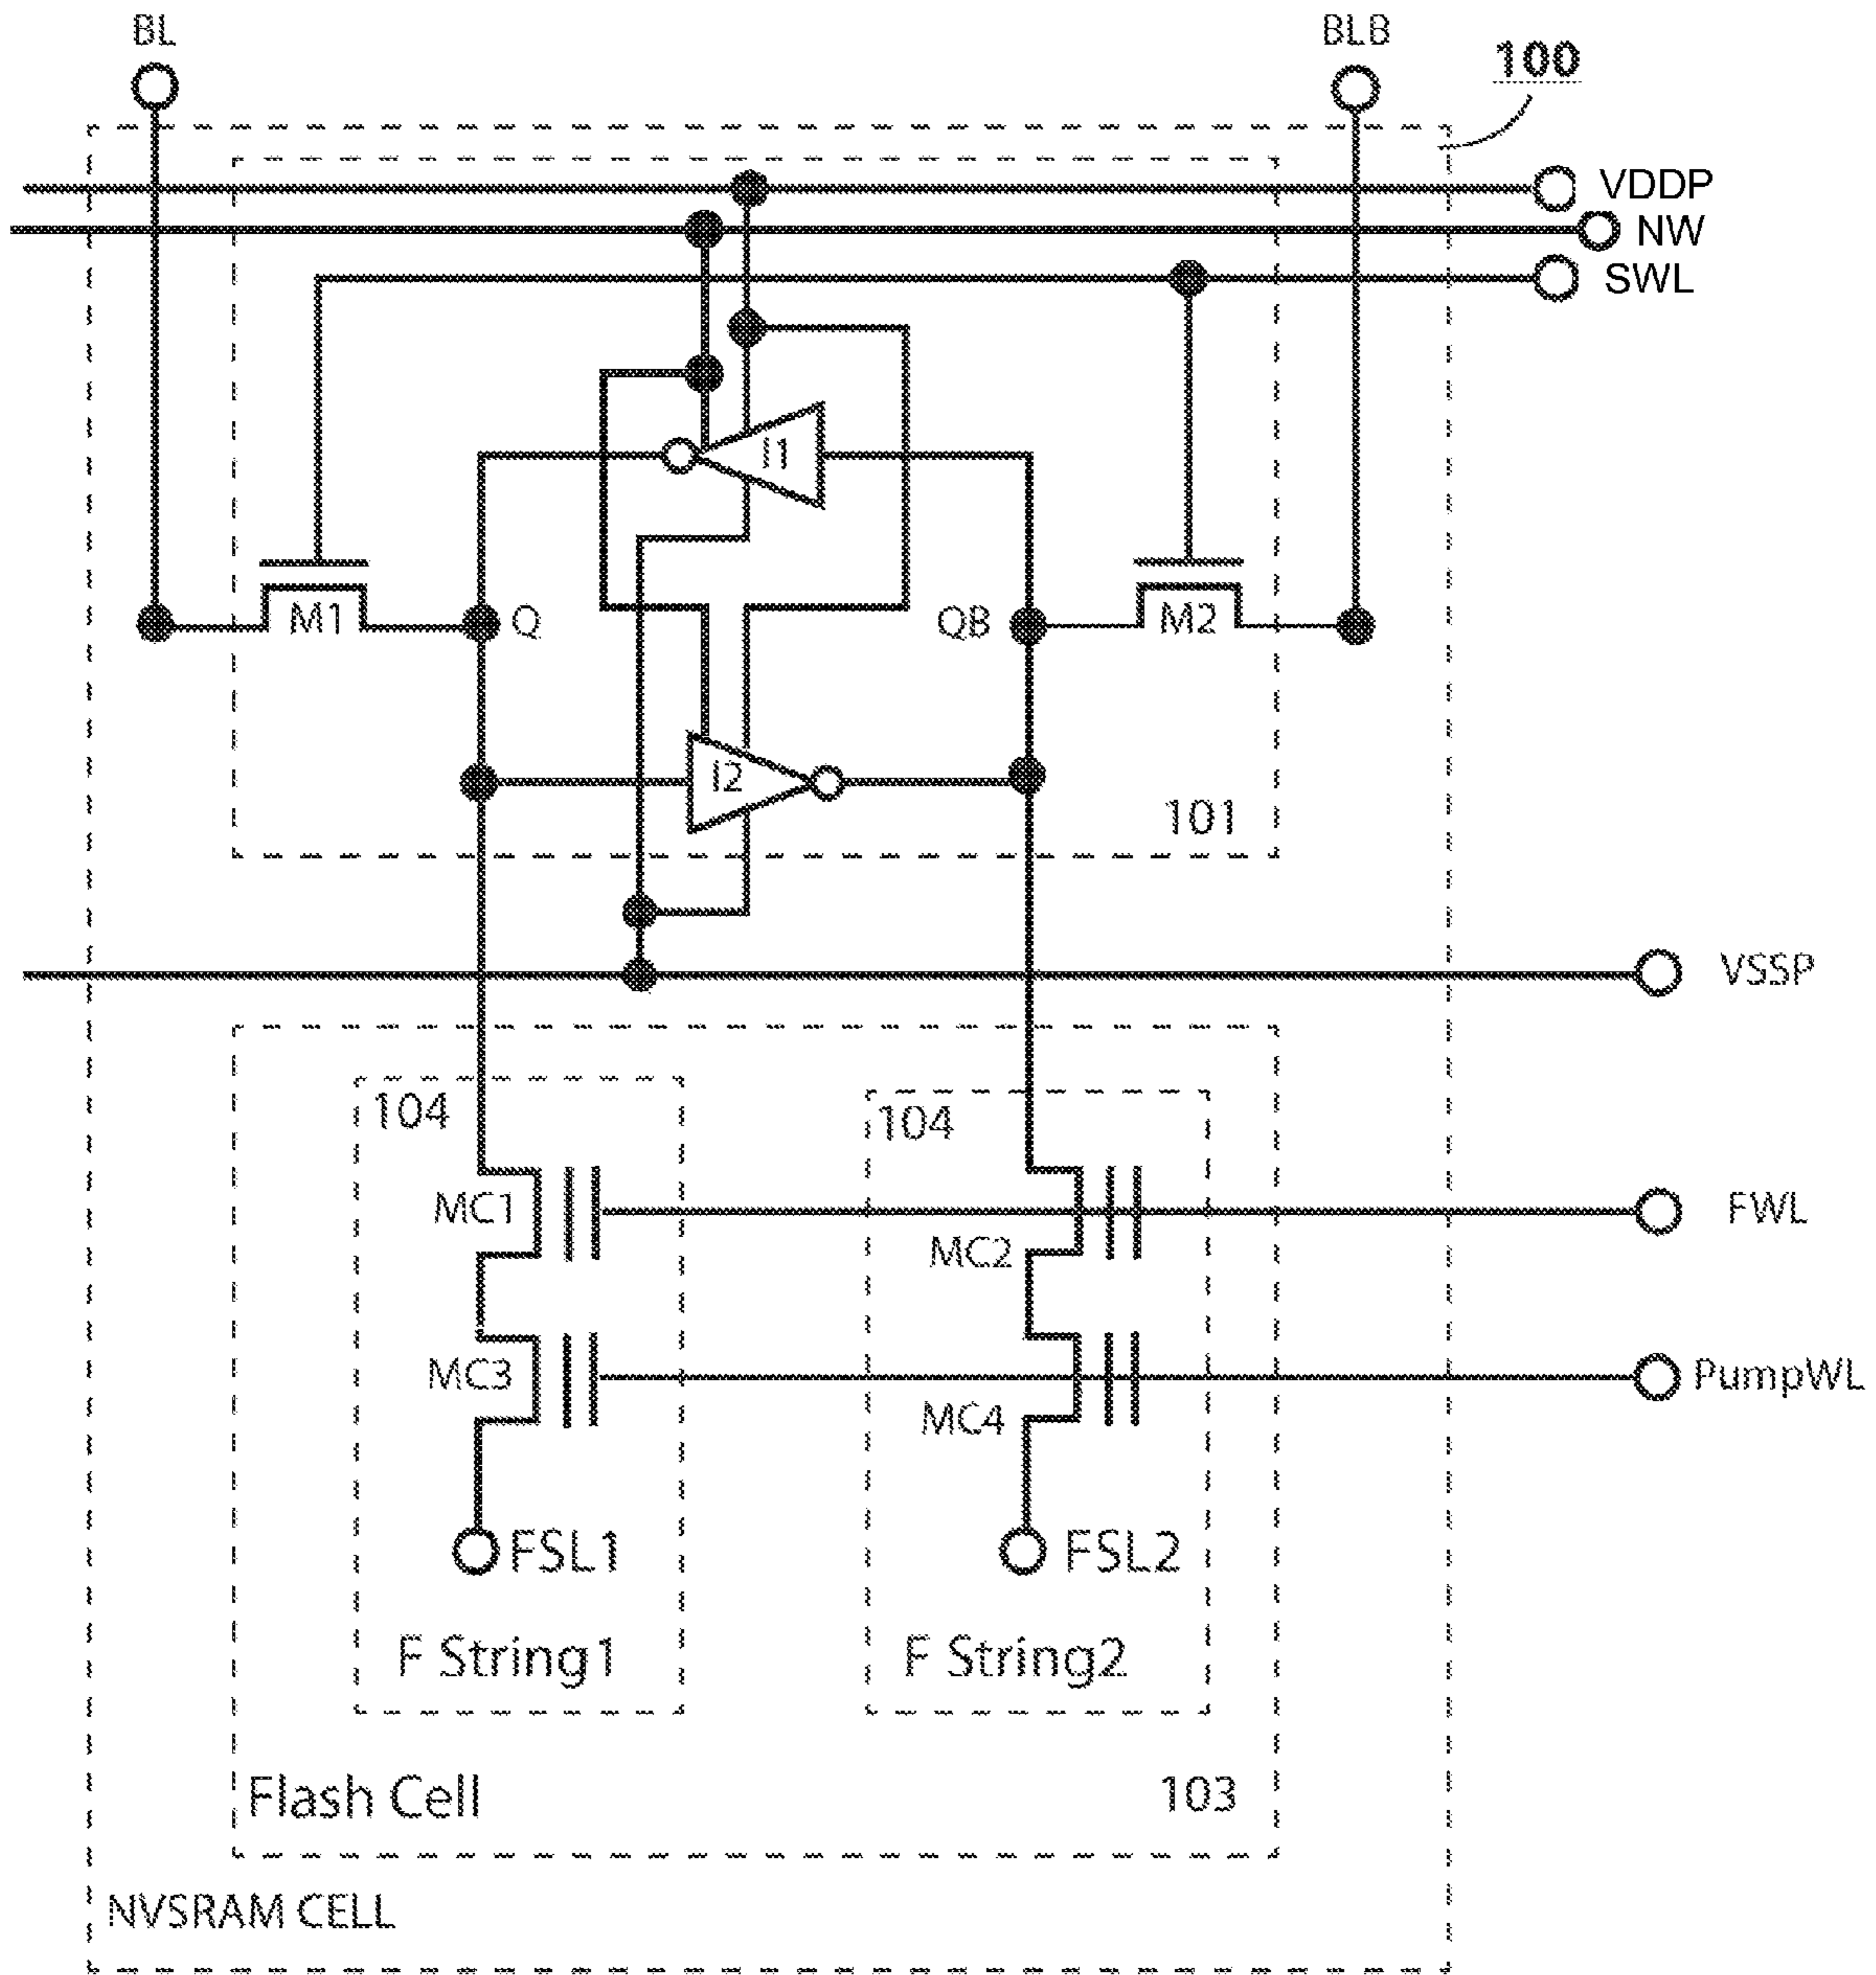 BL
BLB
100
VDDP
NW
SWL
I1
M1
Q
QB
M2
I2
101
VSSP
104
104
MC1
FWL
MC2
MC3
PumpWL
MC4
FSL1
FSL2
F String1
F String2
Flash Cell
103
NVSRAM CELL